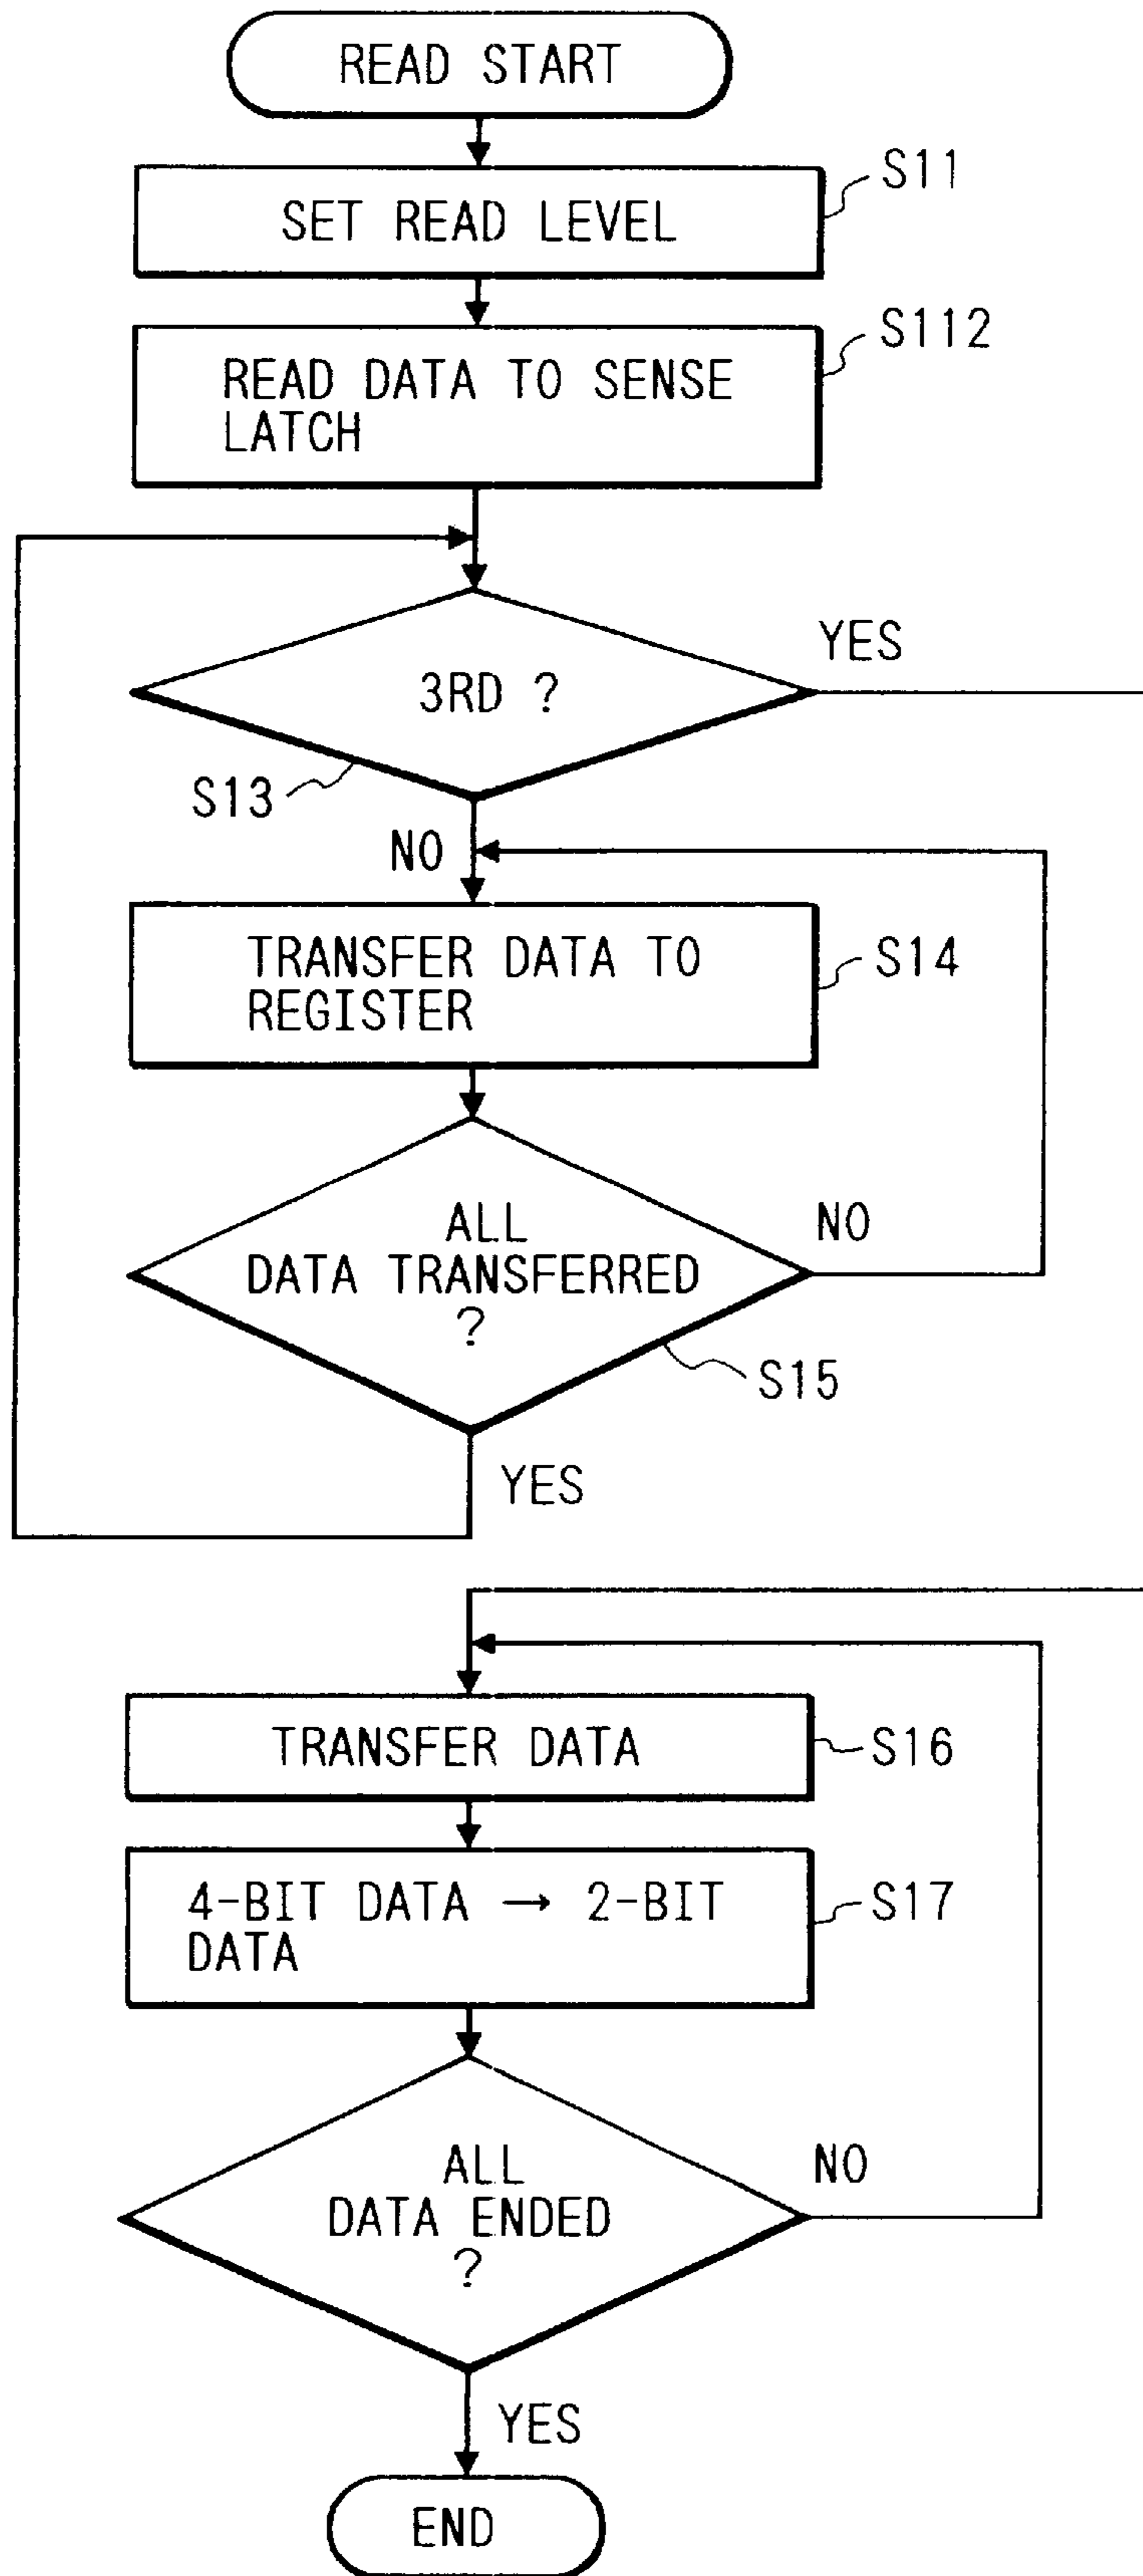 READ START
S11
SET READ LEVEL
S112
READ DATA TO SENSE
LATCH
YES
3RD ?
S13
NO
TRANSFER DATA TO
REGISTER
S14
ALL
DATA TRANSFERRED
?
NO
S15
YES
TRANSFER DATA
S16
4-BIT DATA → 2-BIT
DATA
S17
ALL
DATA ENDED
?
NO
YES
END